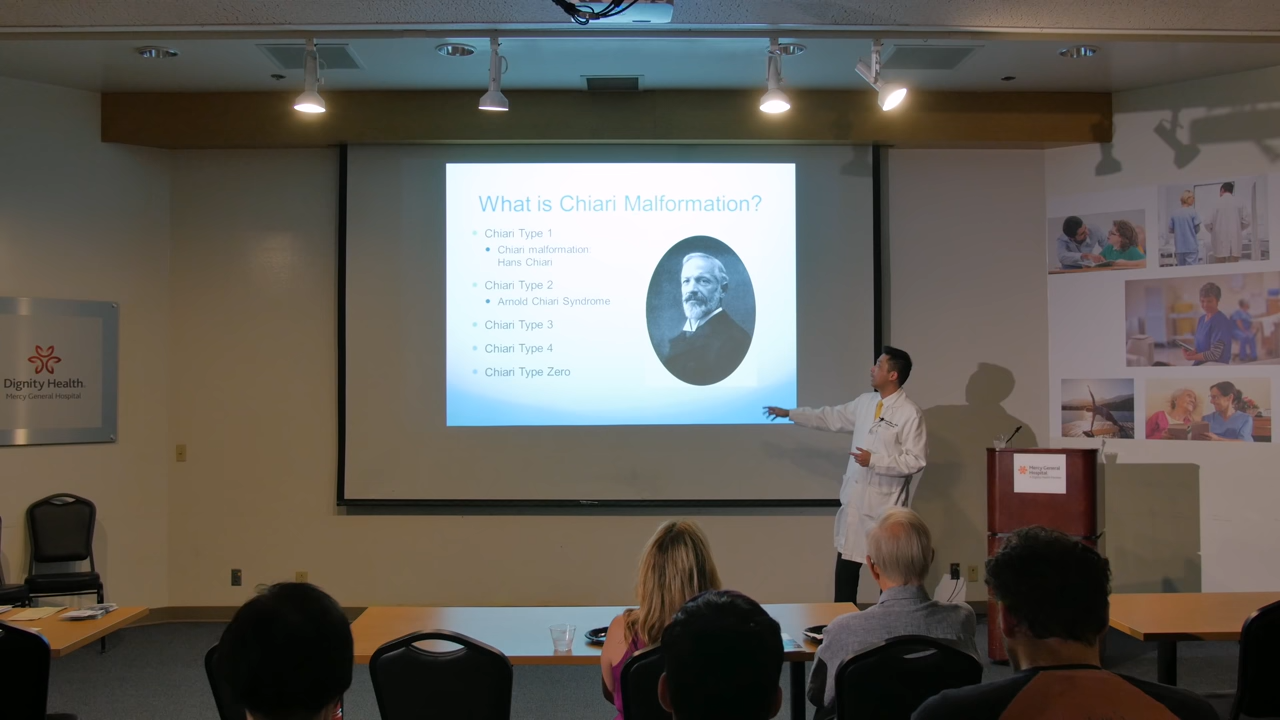 What is Chiari Malformation?
Chiari Type 1
Chiari malformation:
Hans Chiari
Chiari Type 2
Arnold Chiari Syndrome
Chiari Type 3
Chiari Type 4
Chiari Type Zero
Dignity Health.
Mercy General Hospital
Mercy General
Hospital